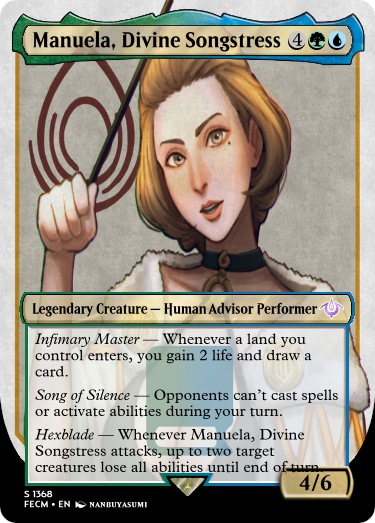 Manuela, Divine Songstress 4
Legendary Creature — Human Advisor Performer
Infimary Master — Whenever a land you
control enters, you gain 2 life and draw a
card.
Song of Silence — Opponents can't cast spells
or activate abilities during your turn.
Hexblade — Whenever Manuela, Divine
Songstress attacks, up to two target
creatures lose all abilities until end of turn.
4/6
S 1368
FECM • EN NANBUYASUMI